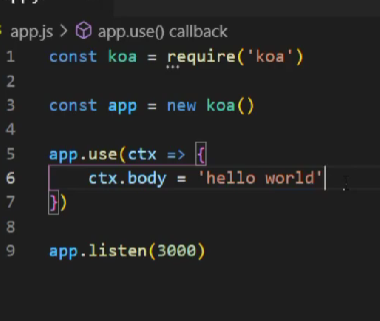 app.js > app.use() callback
1 const koa = require('koa')
2
3 const app = new koa()
4
5 app.use(ctx => {
6 ctx.body = 'hello world'
7 })
8
9 app.listen(3000)